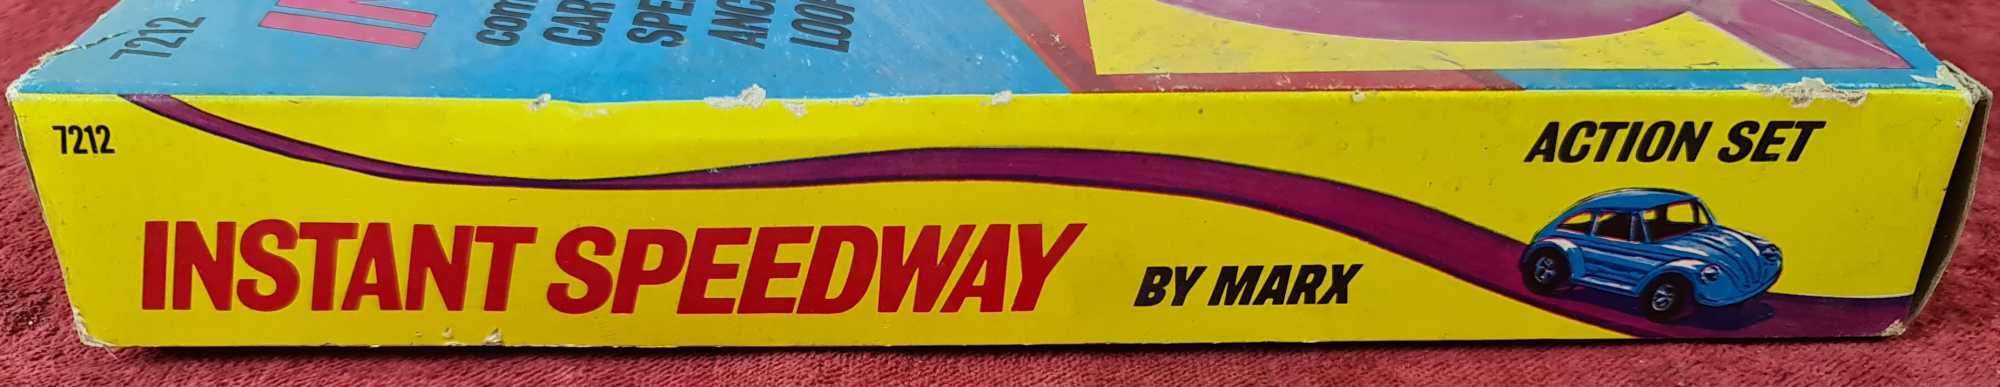 7212
ACTION SET
INSTANT SPEEDWAY
BY MARX
7212